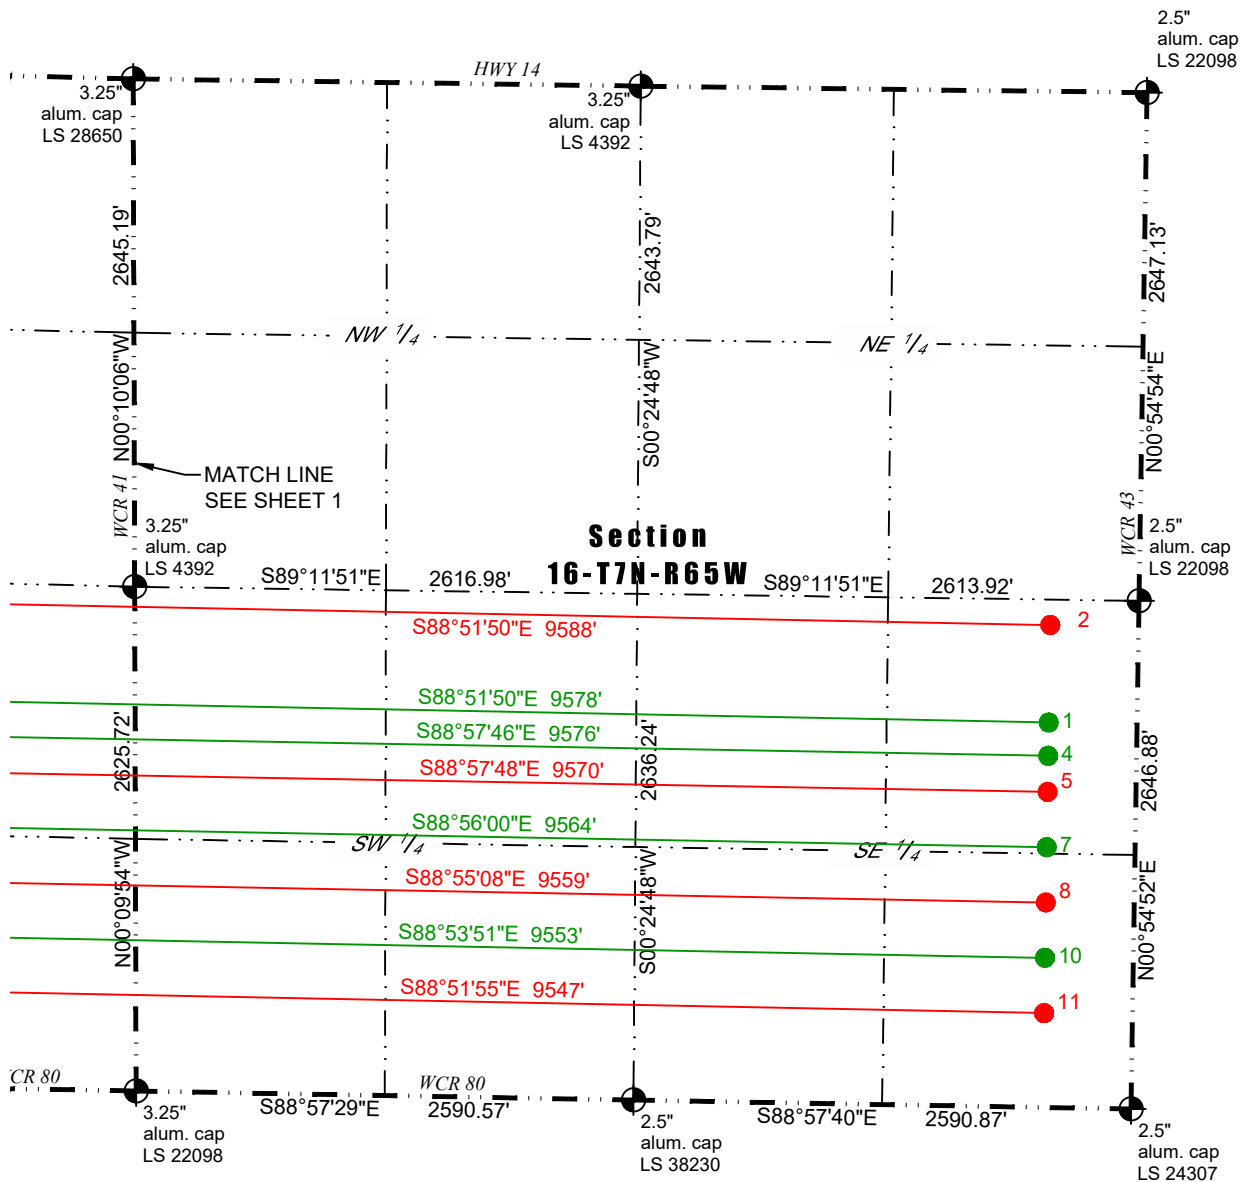 2.5"
alum. cap
LS 22098
HWY 14
3.25"
alum. cap
LS 28650
3.25"
alum. cap
LS 4392
2645.19'
2643.79'
2647.13'
NW 1/4
NE 1/4
N00°10'06"W
S00°24'48"W
N00°54'54"E
MATCH LINE
SEE SHEET 1
WCR 41
WCR 43
3.25"
alum. cap
LS 4392
Section
16-T7N-R65W
2.5"
alum. cap
LS 22098
S89°11'51"E 2616.98'
S89°11'51"E 2613.92'
S88°51'50"E 9588'
2
S88°51'50"E 9578'
1
S88°57'46"E 9576'
4
S88°57'48"E 9570'
5
2625.72'
2636.24'
2646.88'
S88°56'00"E 9564'
7
SW 1/4
SE 1/4
S88°55'08"E 9559'
8
N00°09'54"W
S00°24'48"W
N00°54'52"E
S88°53'51"E 9553'
10
S88°51'55"E 9547'
11
CR 80
WCR 80
S88°57'29"E 2590.57'
S88°57'40"E 2590.87'
3.25"
alum. cap
LS 22098
2.5"
alum. cap
LS 38230
2.5"
alum. cap
LS 24307